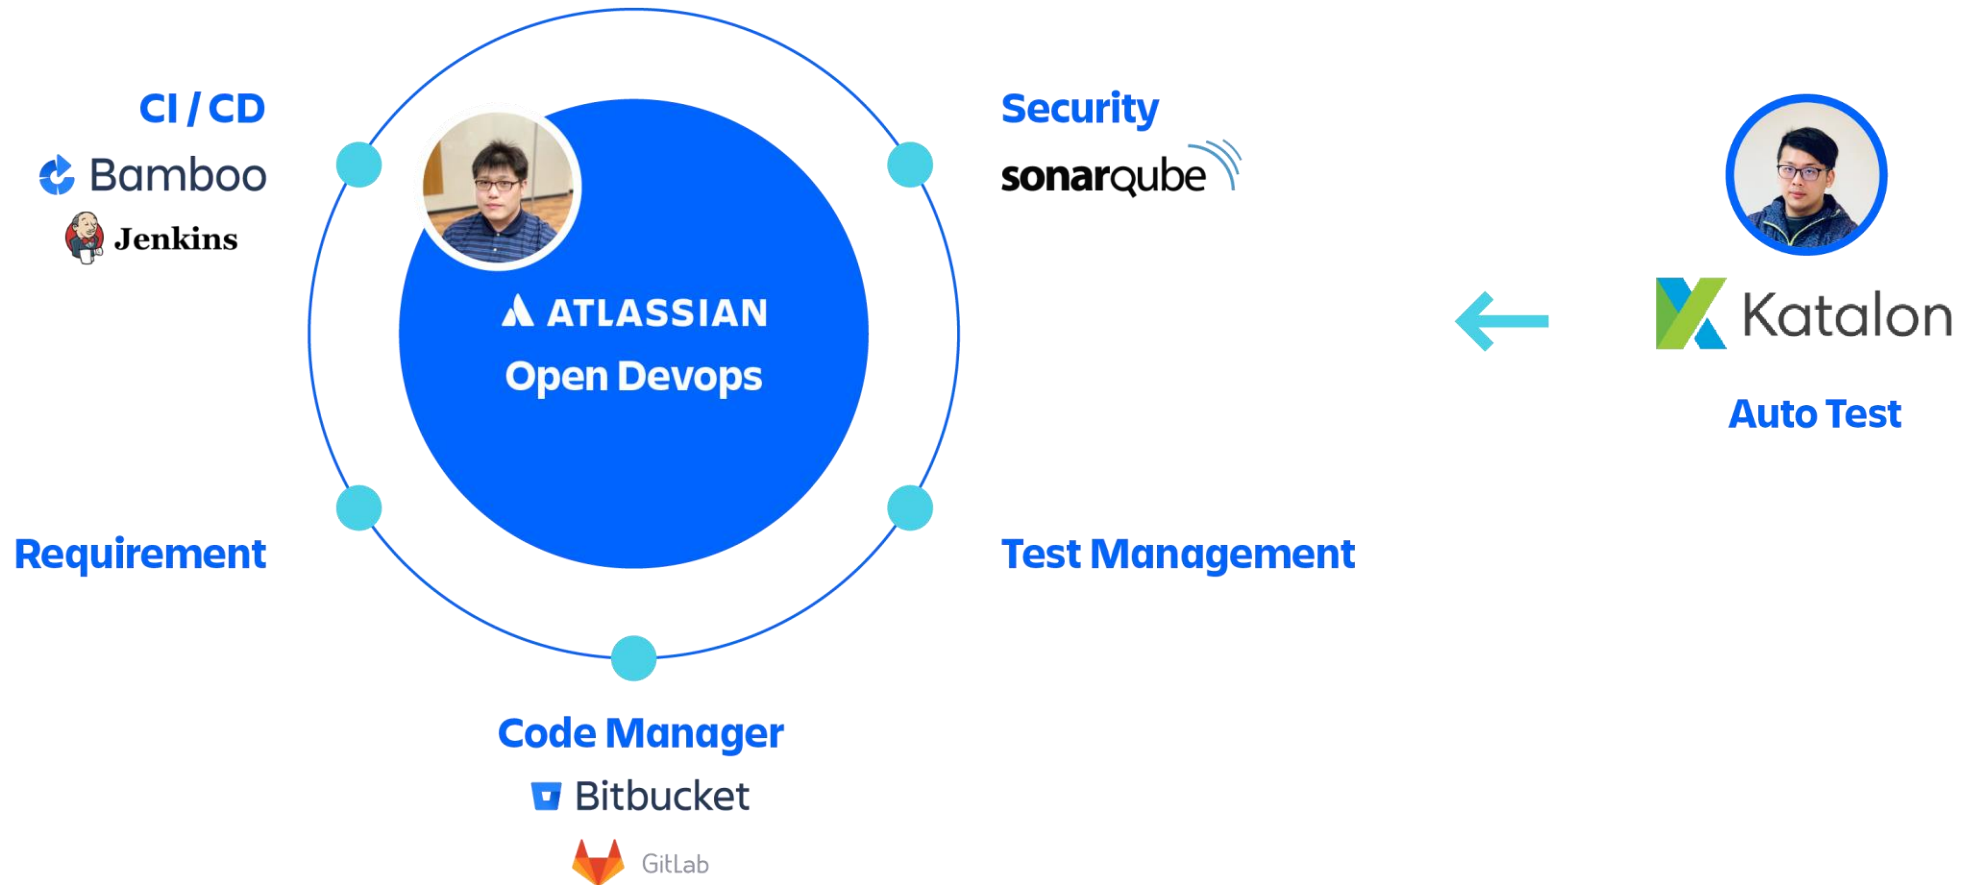 CI / CD
Bamboo
Jenkins
ATLASSIAN
Open Devops
Security
sonarqube
Katalon
Auto Test
Requirement
Test Management
Code Manager
Bitbucket
GitLab